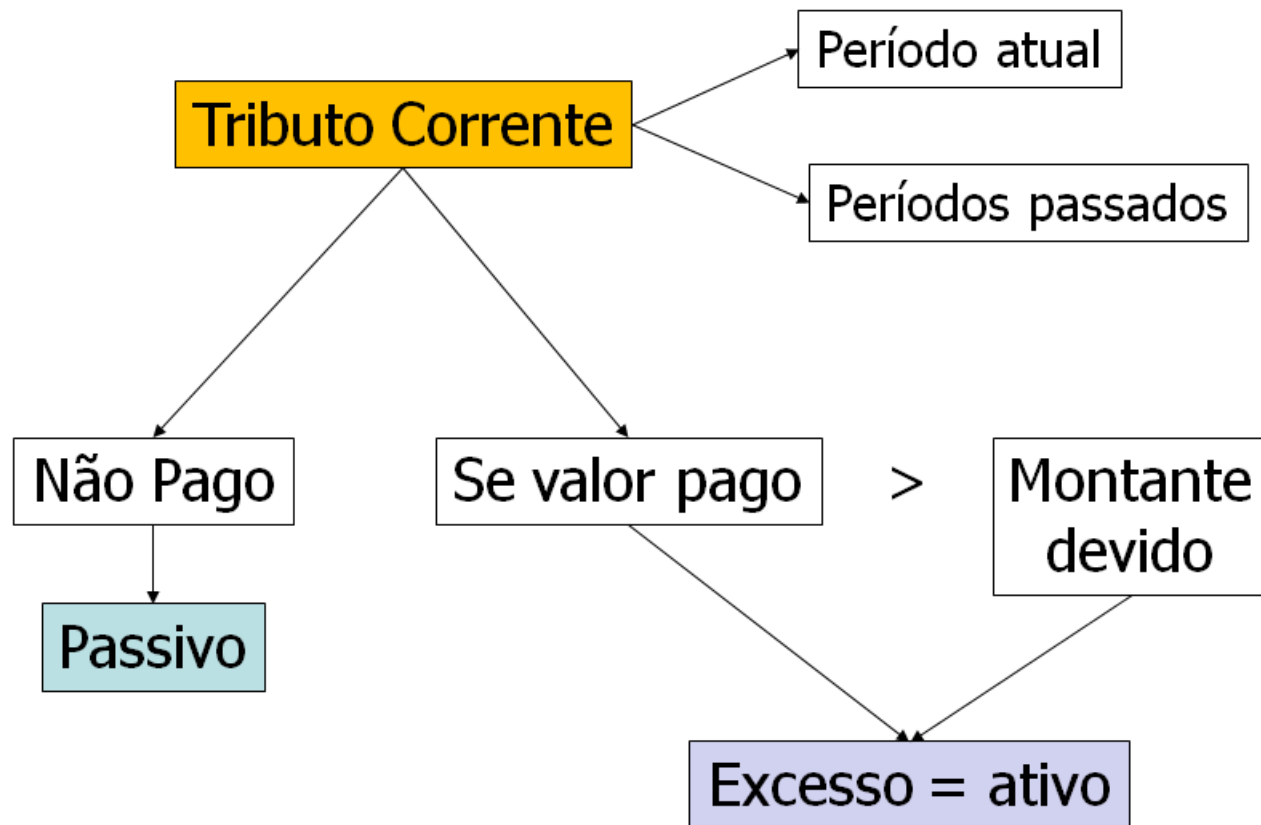 Período atual
Tributo Corrente
Períodos passados
Não Pago
Se valor pago
>
Montante
devido
Passivo
Excesso = ativo